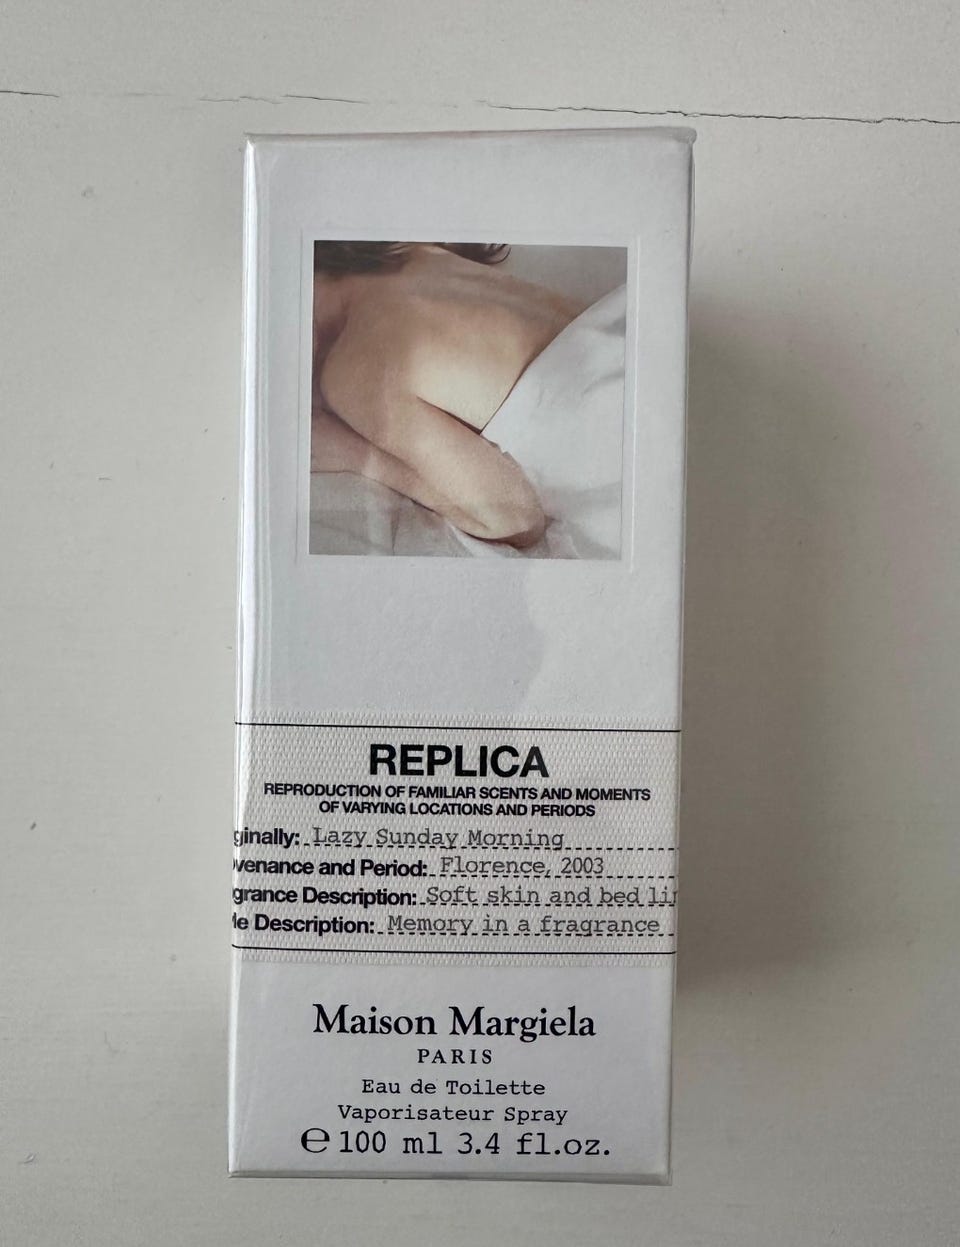 REPLICA
REPRODUCTION OF FAMILIAR SCENTS AND MOMENTS
OF VARYING LOCATIONS AND PERIODS
ginally: Lazy Sunday Morning
venance and Period: Florence, 2003
grance Description: Soft skin and bed li
le Description: Memory in a fragrance
Maison Margiela
PARIS
Eau de Toilette
Vaporisateur Spray
℮ 100 ml 3.4 fl.oz.